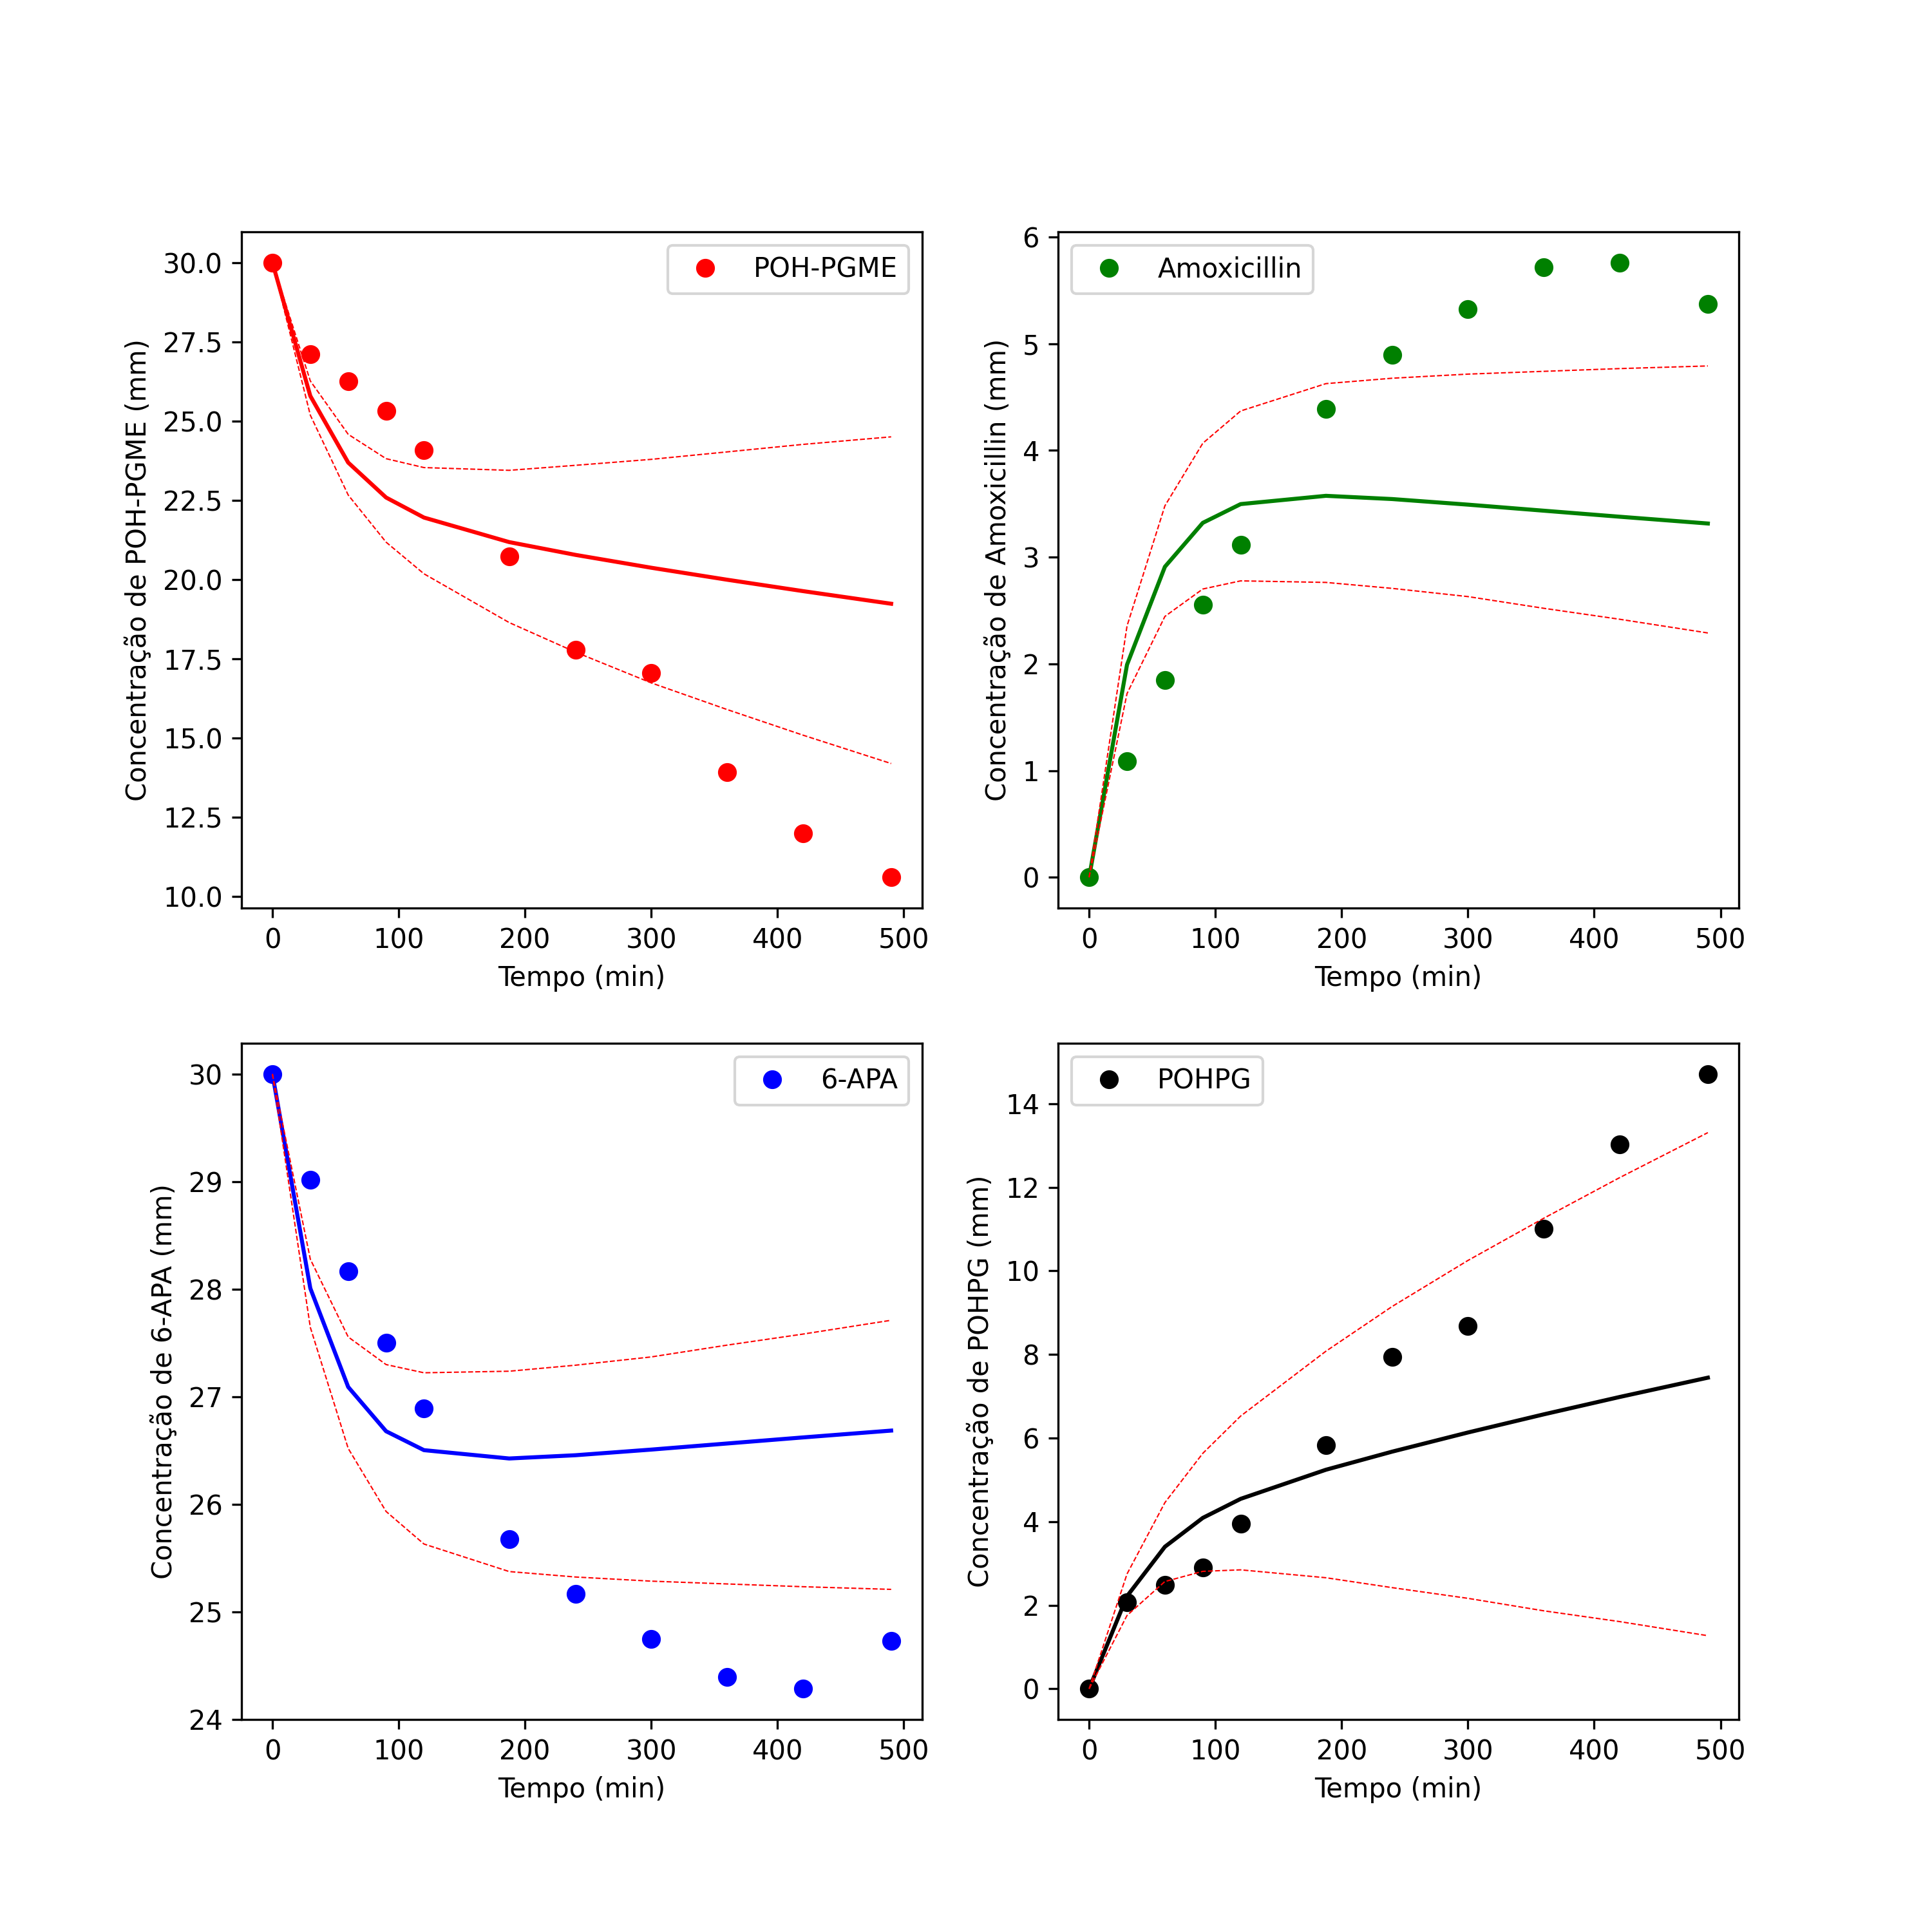 POH-PGME
Concentração de POH-PGME (mm)
30.0
27.5
25.0
22.5
20.0
17.5
15.0
12.5
10.0
0 100 200 300 400 500
Tempo (min)
Amoxicillin
Concentração de Amoxicillin (mm)
6
5
4
3
2
1
0
0 100 200 300 400 500
Tempo (min)
6-APA
Concentração de 6-APA (mm)
30
29
28
27
26
25
24
0 100 200 300 400 500
Tempo (min)
POHPG
Concentração de POHPG (mm)
14
12
10
8
6
4
2
0
0 100 200 300 400 500
Tempo (min)